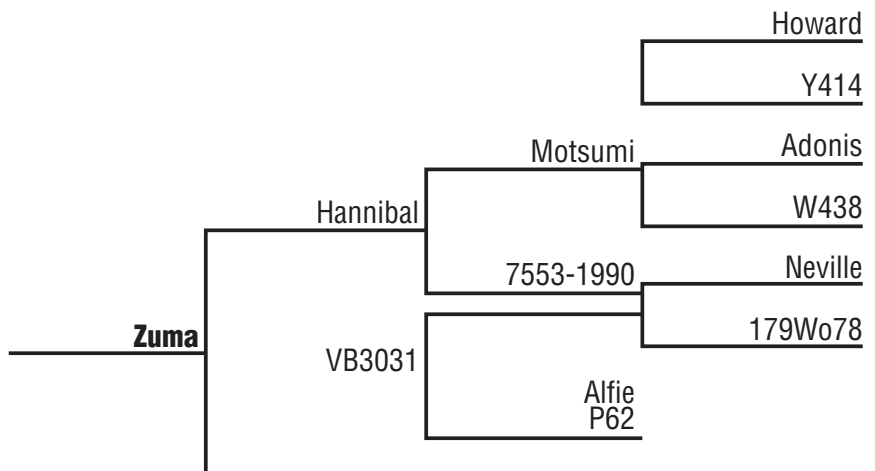 Howard
Y414
Motsumi
Adonis
Hannibal
W438
7553-1990
Neville
Zuma
179Wo78
VB3031
Alfie
P62